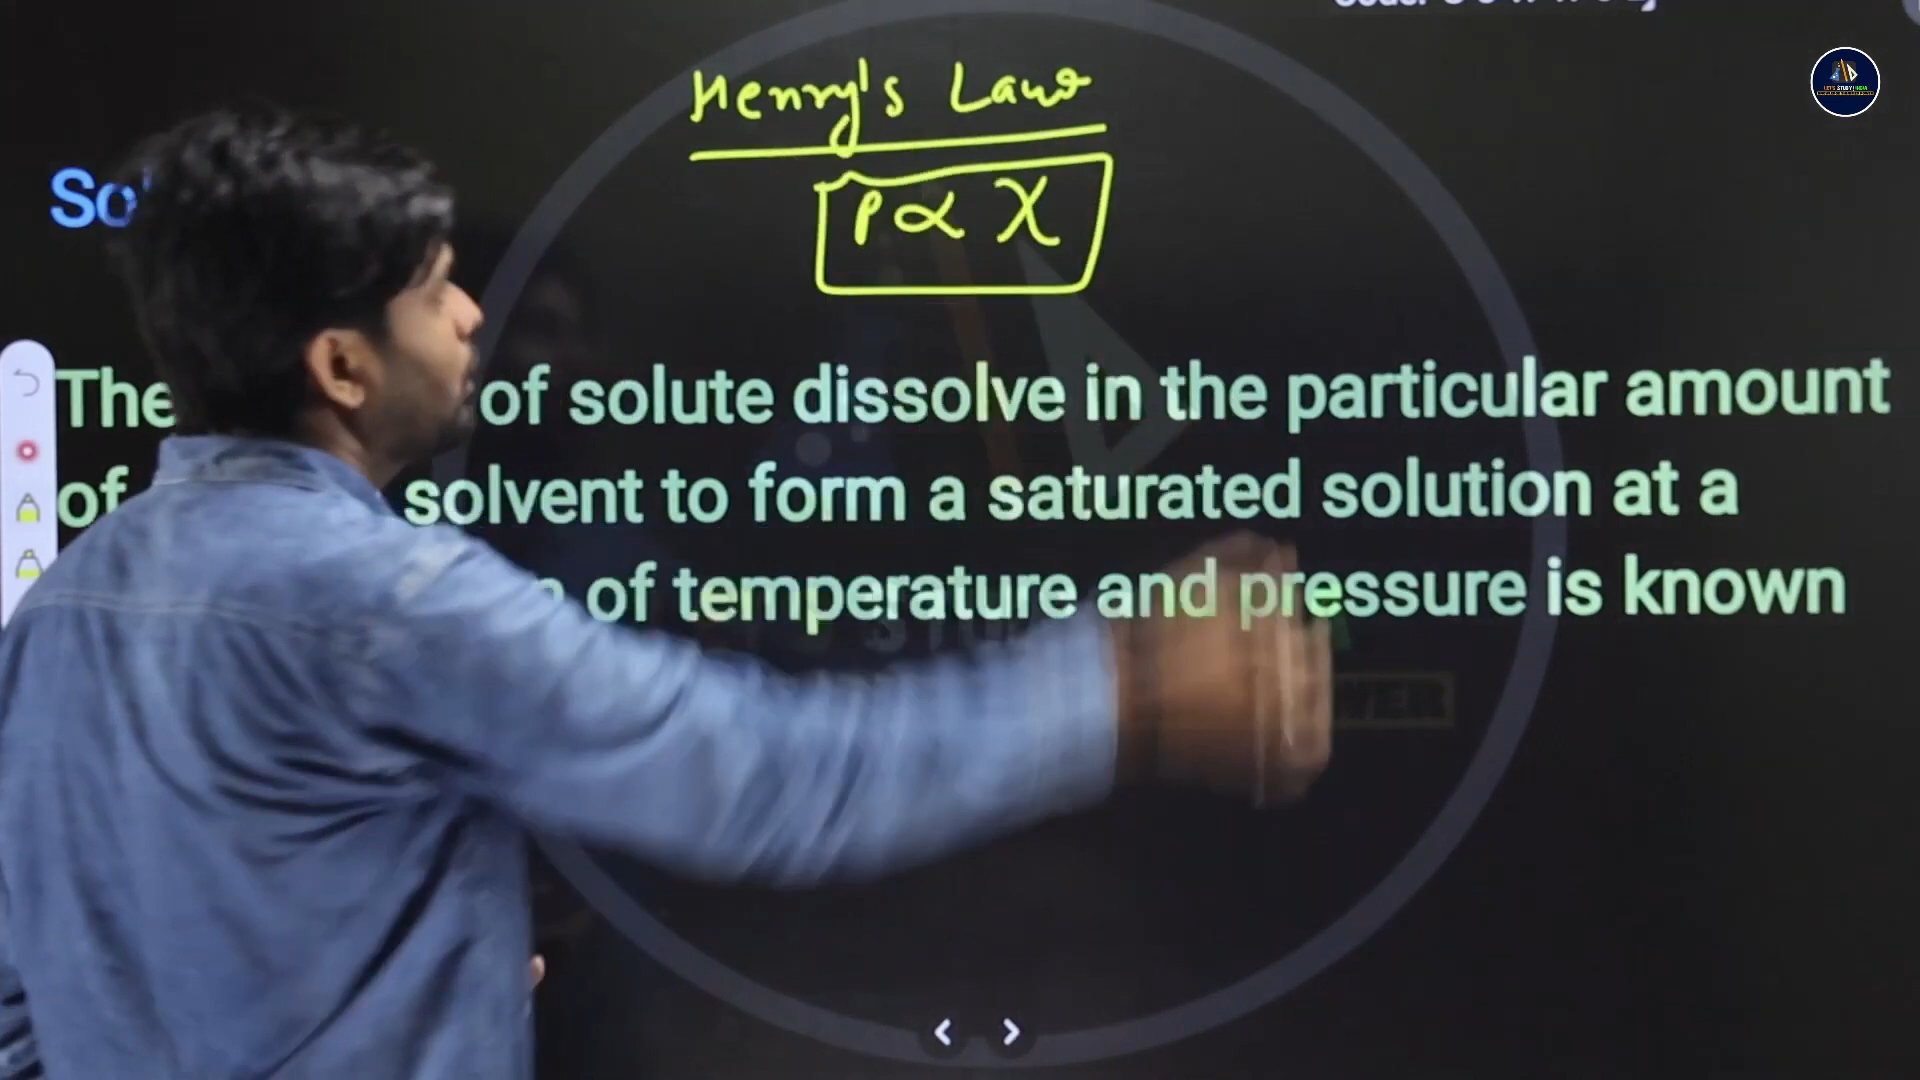 Henry's Law
P ∝ X
So
The of solute dissolve in the particular amount
of solvent to form a saturated solution at a
of temperature and pressure is known